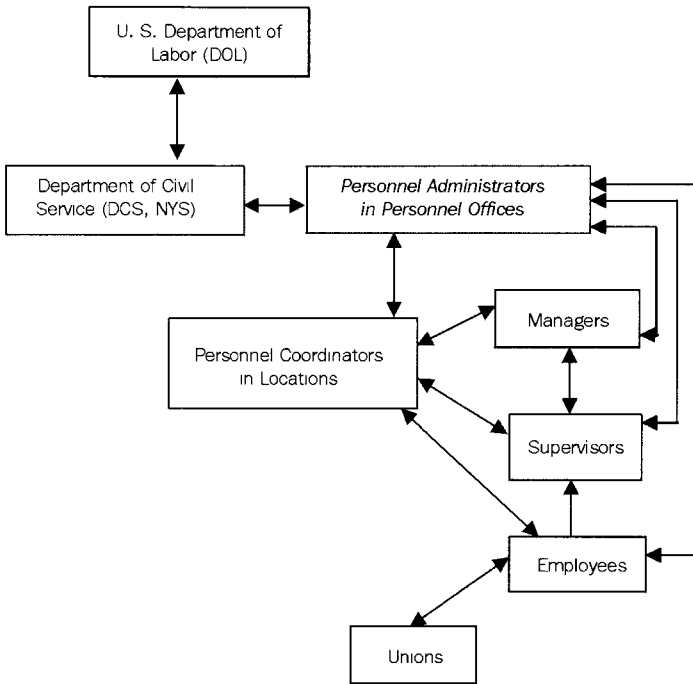 U. S. Department of
Labor (DOL)
Department of Civil
Service (DCS, NYS)
Personnel Administrators
in Personnel Offices
Managers
Personnel Coordinators
in Locations
Supervisors
Employees
Unions